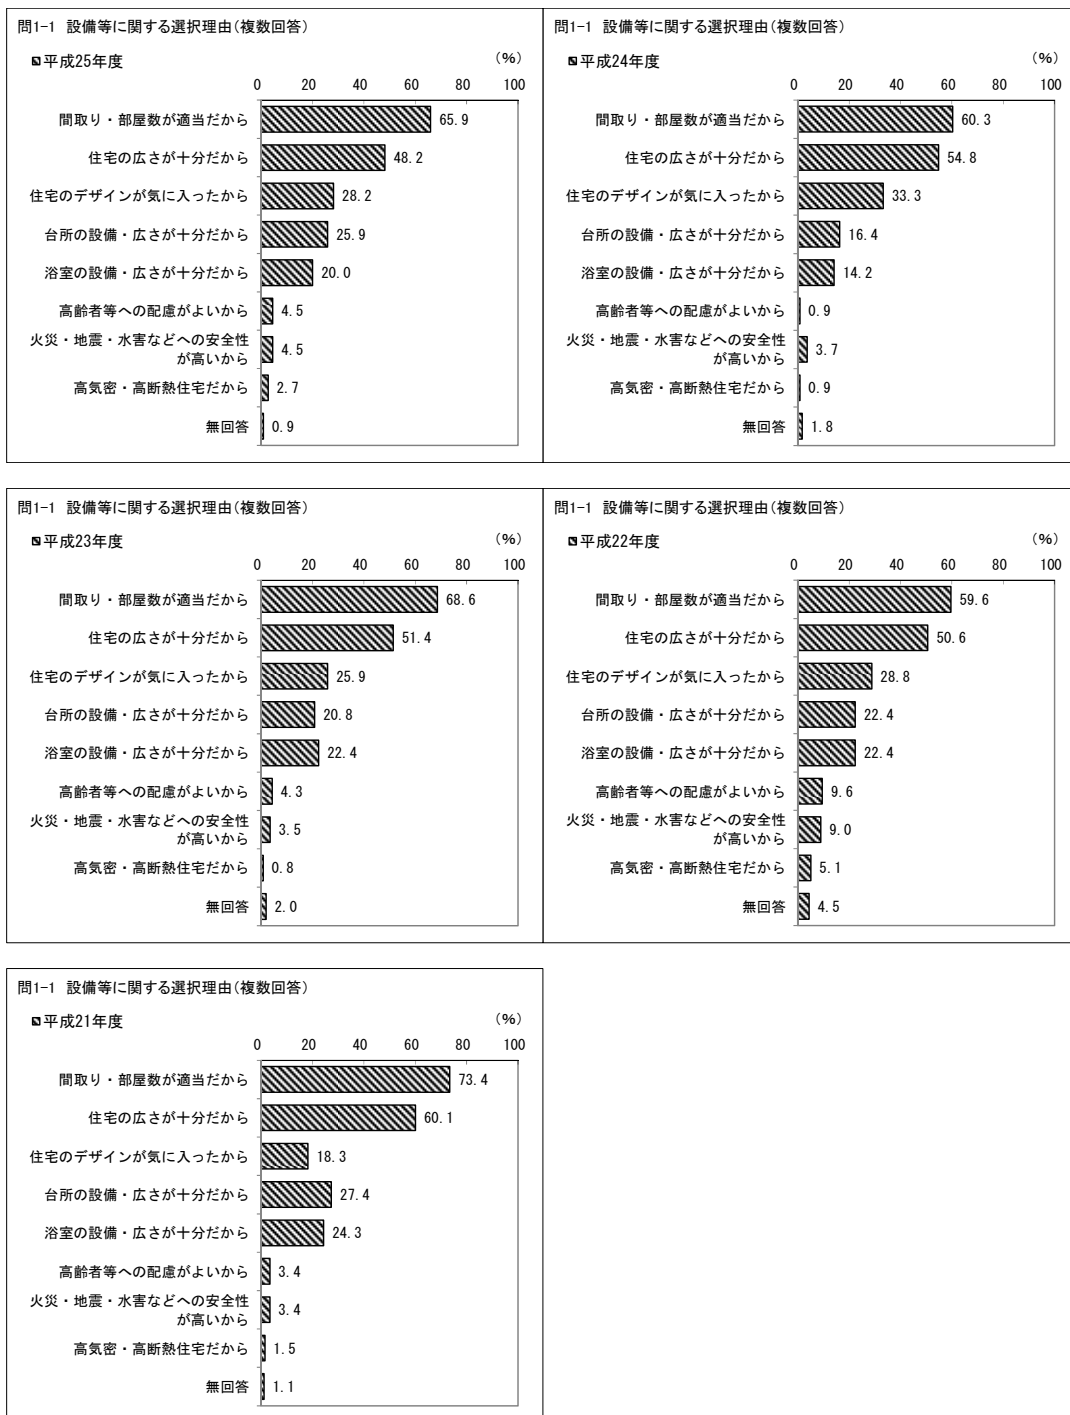 問1-1 設備等に関する選択理由(複数回答)
平成25年度
(%)
0 20 40 60 80 100
間取り・部屋数が適当だから 65.9
住宅の広さが十分だから 48.2
住宅のデザインが気に入ったから 28.2
台所の設備・広さが十分だから 25.9
浴室の設備・広さが十分だから 20.0
高齢者等への配慮がよいから 4.5
火災・地震・水害などへの安全性
が高いから 4.5
高気密・高断熱住宅だから 2.7
無回答 0.9
問1-1 設備等に関する選択理由(複数回答)
平成24年度
(%)
0 20 40 60 80 100
間取り・部屋数が適当だから 60.3
住宅の広さが十分だから 54.8
住宅のデザインが気に入ったから 33.3
台所の設備・広さが十分だから 16.4
浴室の設備・広さが十分だから 14.2
高齢者等への配慮がよいから 0.9
火災・地震・水害などへの安全性
が高いから 3.7
高気密・高断熱住宅だから 0.9
無回答 1.8
問1-1 設備等に関する選択理由(複数回答)
平成23年度
(%)
0 20 40 60 80 100
間取り・部屋数が適当だから 68.6
住宅の広さが十分だから 51.4
住宅のデザインが気に入ったから 25.9
台所の設備・広さが十分だから 20.8
浴室の設備・広さが十分だから 22.4
高齢者等への配慮がよいから 4.3
火災・地震・水害などへの安全性
が高いから 3.5
高気密・高断熱住宅だから 0.8
無回答 2.0
問1-1 設備等に関する選択理由(複数回答)
平成22年度
(%)
0 20 40 60 80 100
間取り・部屋数が適当だから 59.6
住宅の広さが十分だから 50.6
住宅のデザインが気に入ったから 28.8
台所の設備・広さが十分だから 22.4
浴室の設備・広さが十分だから 22.4
高齢者等への配慮がよいから 9.6
火災・地震・水害などへの安全性
が高いから 9.0
高気密・高断熱住宅だから 5.1
無回答 4.5
問1-1 設備等に関する選択理由(複数回答)
平成21年度
(%)
0 20 40 60 80 100
間取り・部屋数が適当だから 73.4
住宅の広さが十分だから 60.1
住宅のデザインが気に入ったから 18.3
台所の設備・広さが十分だから 27.4
浴室の設備・広さが十分だから 24.3
高齢者等への配慮がよいから 3.4
火災・地震・水害などへの安全性
が高いから 3.4
高気密・高断熱住宅だから 1.5
無回答 1.1